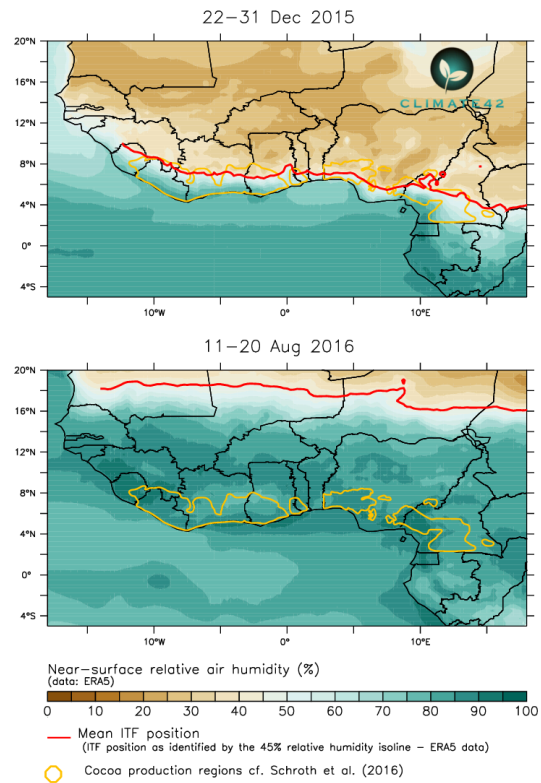 22-31 Dec 2015
20°N
16°N
12°N
8°N
4°N
0°
4°S
CLIMATE42
10°W
0°
10°E
11-20 Aug 2016
20°N
16°N
12°N
8°N
4°N
0°
4°S
10°W
0°
10°E
Near-surface relative air humidity (%)
(data: ERA5)
0 10 20 30 40 50 60 70 80 90 100
Mean ITF position
(ITF position as identified by the 45% relative humidity isoline - ERA5 data)
Cocoa production regions cf. Schroth et al. (2016)